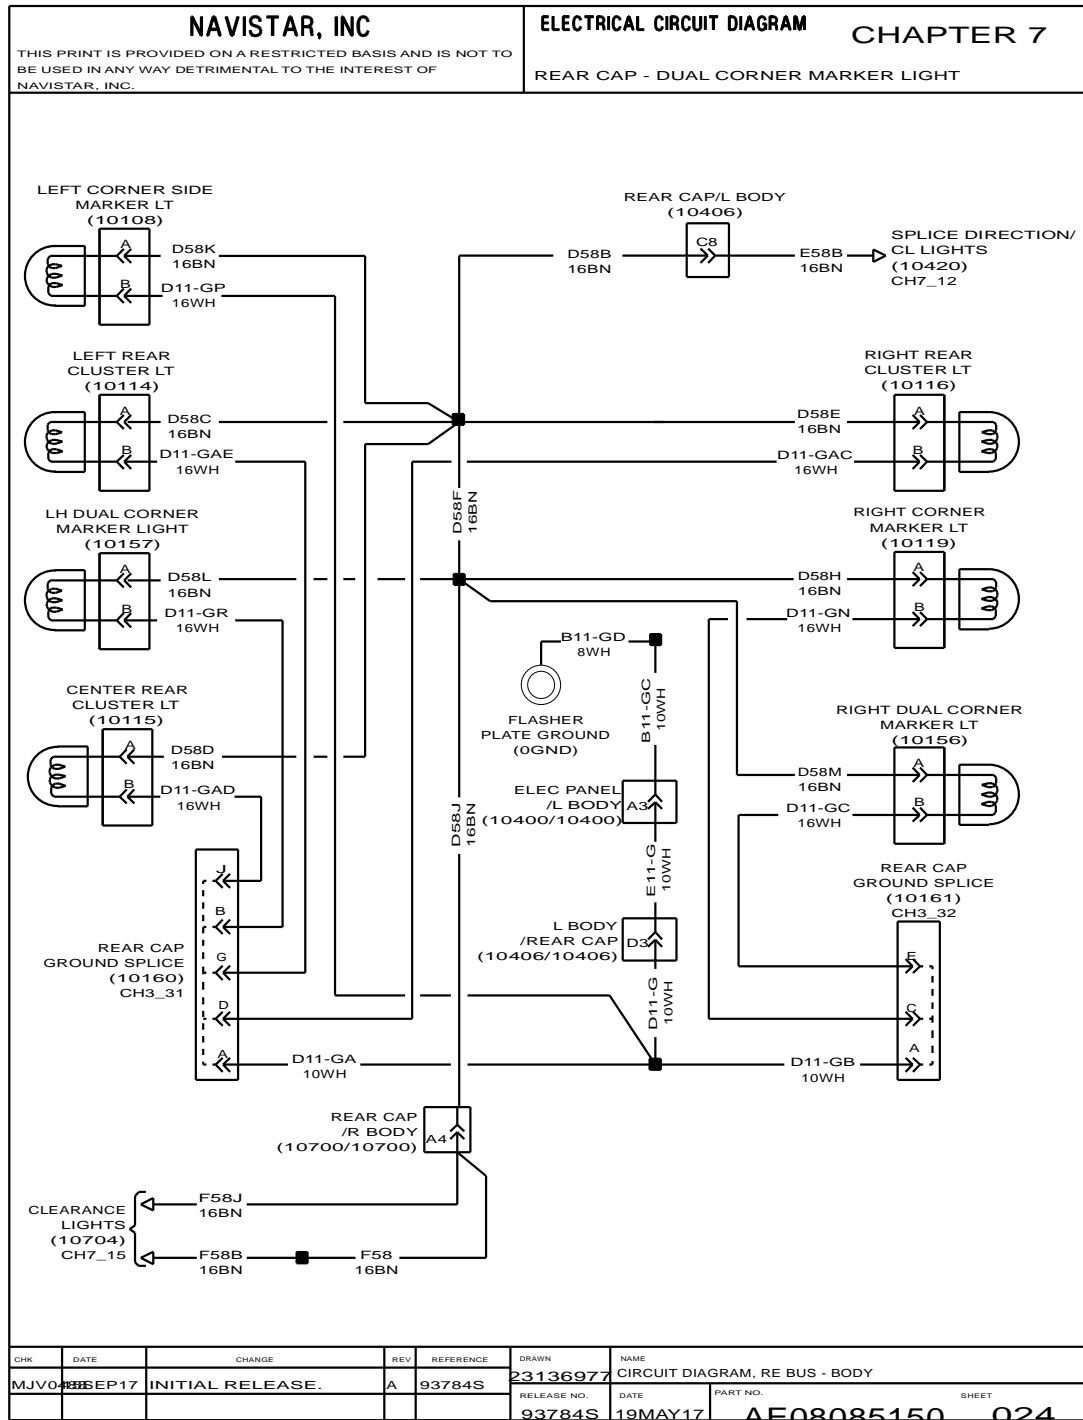 NAVISTAR, INC
THIS PRINT IS PROVIDED ON A RESTRICTED BASIS AND IS NOT TO
BE USED IN ANY WAY DETRIMENTAL TO THE INTEREST OF
NAVISTAR, INC.
ELECTRICAL CIRCUIT DIAGRAM
CHAPTER 7
REAR CAP - DUAL CORNER MARKER LIGHT
LEFT CORNER SIDE
MARKER LT
(10108)
A
D58K
16BN
B
D11-GP
16WH
REAR CAP/L BODY
(10406)
C8
D58B
16BN
E58B
16BN
SPLICE DIRECTION/
CL LIGHTS
(10420)
CH7_12
LEFT REAR
CLUSTER LT
(10114)
A
D58C
16BN
B
D11-GAE
16WH
RIGHT REAR
CLUSTER LT
(10116)
D58E
16BN
A
D11-GAC
16WH
B
D58F
16BN
LH DUAL CORNER
MARKER LIGHT
(10157)
A
D58L
16BN
B
D11-GR
16WH
RIGHT CORNER
MARKER LT
(10119)
D58H
16BN
A
D11-GN
16WH
B
B11-GD
8WH
FLASHER
PLATE GROUND
(0GND)
B11-GC
10WH
CENTER REAR
CLUSTER LT
(10115)
A
D58D
16BN
B
D11-GAD
16WH
RIGHT DUAL CORNER
MARKER LT
(10156)
D58M
16BN
A
D11-GC
16WH
B
D58J
16BN
ELEC PANEL
/L BODY
(10400/10400)
A3
E11-G
10WH
L BODY
/REAR CAP
(10406/10406)
D3
D11-G
10WH
REAR CAP
GROUND SPLICE
(10161)
CH3_32
E
C
A
J
B
G
D
A
REAR CAP
GROUND SPLICE
(10160)
CH3_31
D11-GA
10WH
D11-GB
10WH
REAR CAP
/R BODY
(10700/10700)
A4
CLEARANCE
LIGHTS
(10704)
CH7_15
F58J
16BN
F58B
16BN
F58
16BN
CHK DATE CHANGE REV REFERENCE
SEP17 INITIAL RELEASE. A 93784S
DRAWN
23136977
NAME
CIRCUIT DIAGRAM, RE BUS - BODY
RELEASE NO.
93784S
DATE
19MAY17
PART NO.
AE08085150
SHEET
024